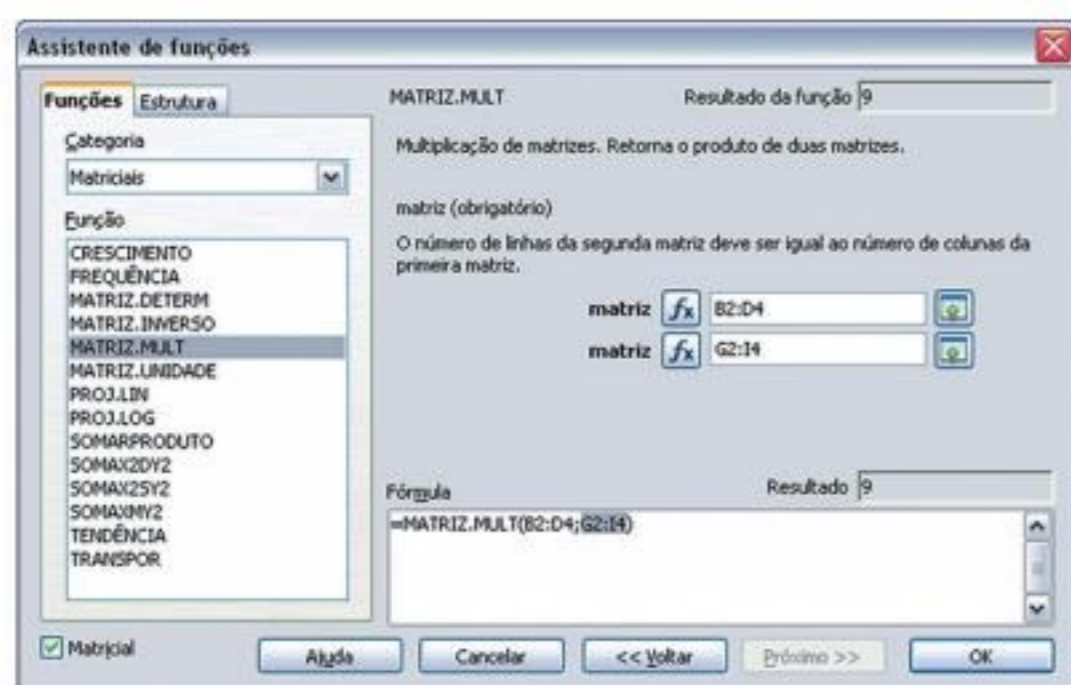 Assistente de funções
Funções Estrutura
Categoria
Matriciais
Função
CRESCIMENTO
FREQUÊNCIA
MATRIZ.DETERM
MATRIZ.INVERSO
MATRIZ.MULT
MATRIZ.UNIDADE
PROJ.LIN
PROJ.LOG
SOMARPRODUTO
SOMAX2DY2
SOMAX2SY2
SOMAXMY2
TENDÊNCIA
TRANSPOR
MATRIZ.MULT Resultado da função 9
Multiplicação de matrizes. Retorna o produto de duas matrizes.
matriz (obrigatório)
O número de linhas da segunda matriz deve ser igual ao número de colunas da
primeira matriz.
matriz fx B2:D4
matriz fx G2:I4
Fórmula Resultado 9
=MATRIZ.MULT(B2:D4;G2:I4)
Matricial Ajuda Cancelar << Voltar Próximo >> OK